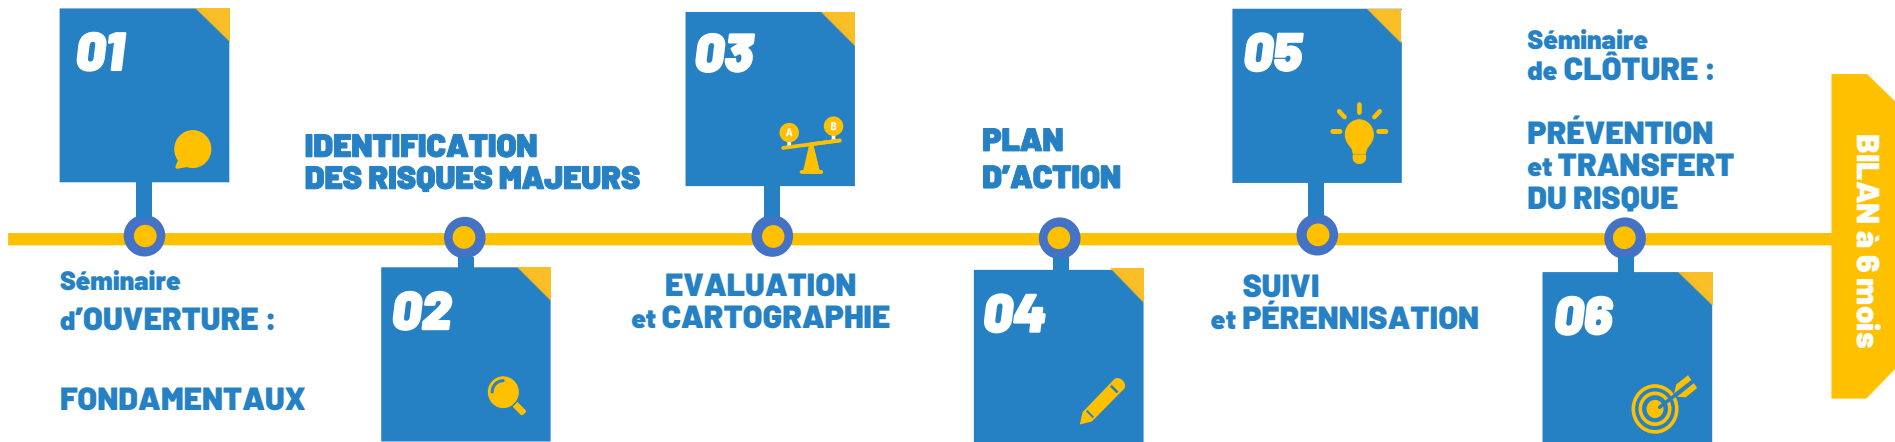 01
Séminaire
d’OUVERTURE :
FONDAMENTAUX
02
IDENTIFICATION
DES RISQUES MAJEURS
03
A
B
EVALUATION
et CARTOGRAPHIE
04
PLAN
D’ACTION
05
SUIVI
et PÉRENNISATION
06
Séminaire
de CLÔTURE :
PRÉVENTION
et TRANSFERT
DU RISQUE
BILAN à 6 mois